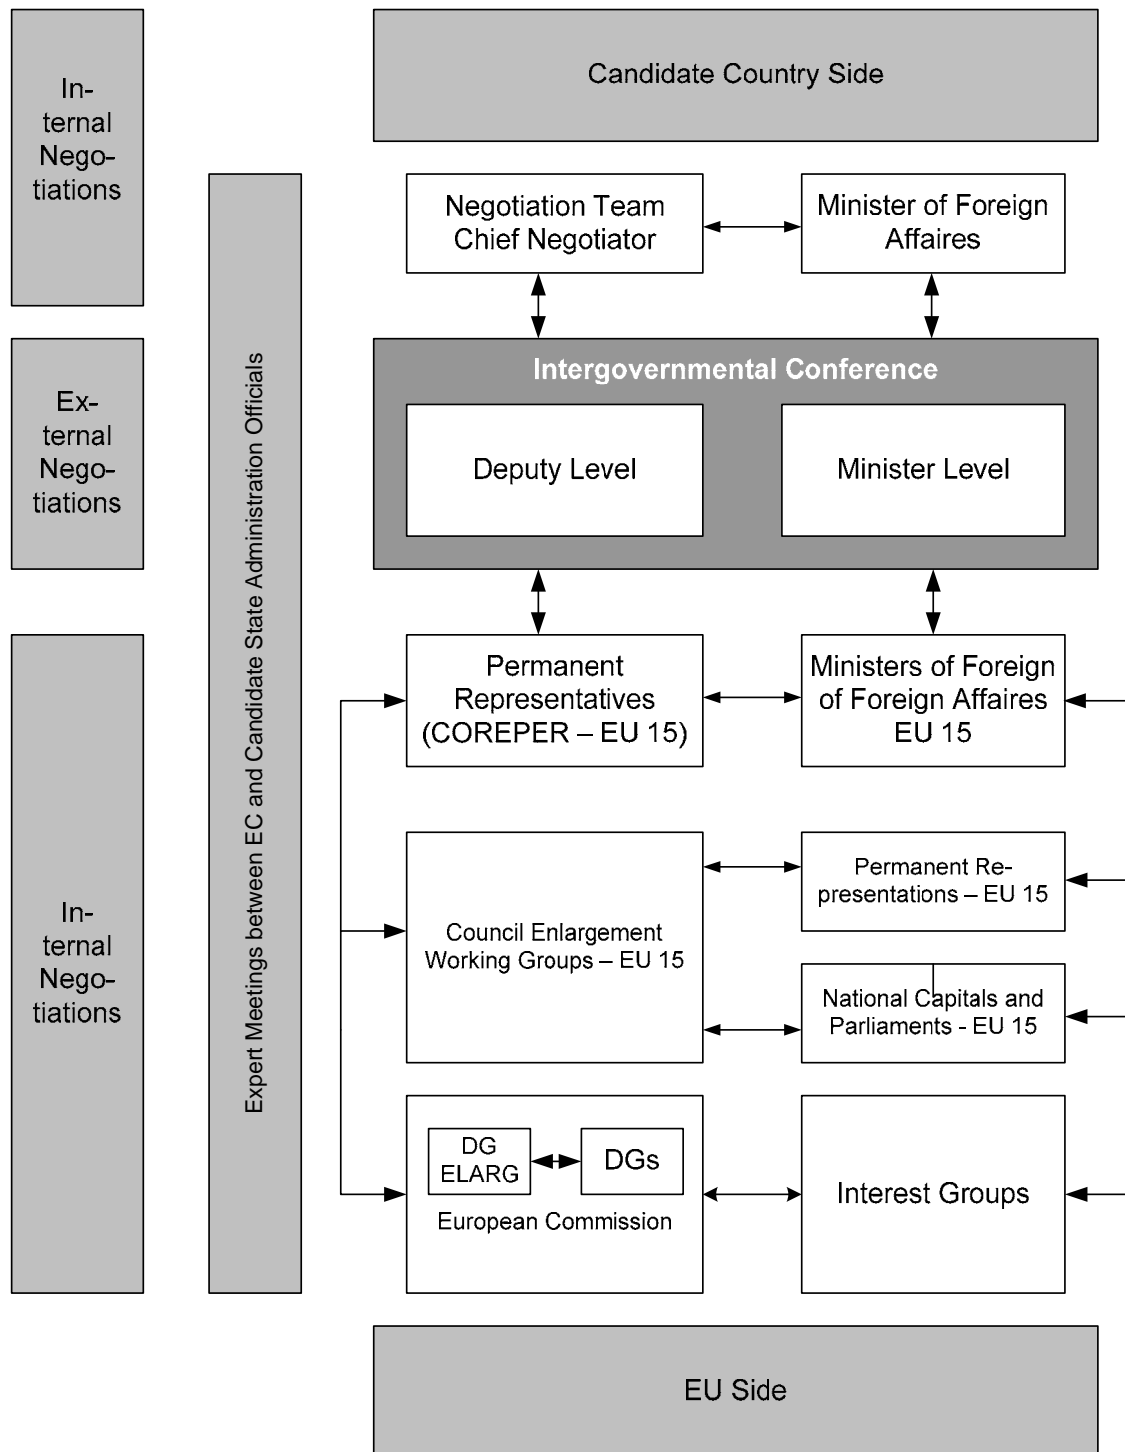 Candidate Country Side
In-
ternal
Nego-
tiations
Negotiation Team
Chief Negotiator
Minister of Foreign
Affaires
Expert Meetings between EC and Candidate State Administration Officials
Ex-
ternal
Nego-
tiations
Intergovernmental Conference
Deputy Level
Minister Level
In-
ternal
Nego-
tiations
Permanent
Representatives
(COREPER – EU 15)
Ministers of Foreign
of Foreign Affaires
EU 15
Council Enlargement
Working Groups – EU 15
Permanent Re-
presentations – EU 15
National Capitals and
Parliaments - EU 15
DG
ELARG
DGs
European Commission
Interest Groups
EU Side